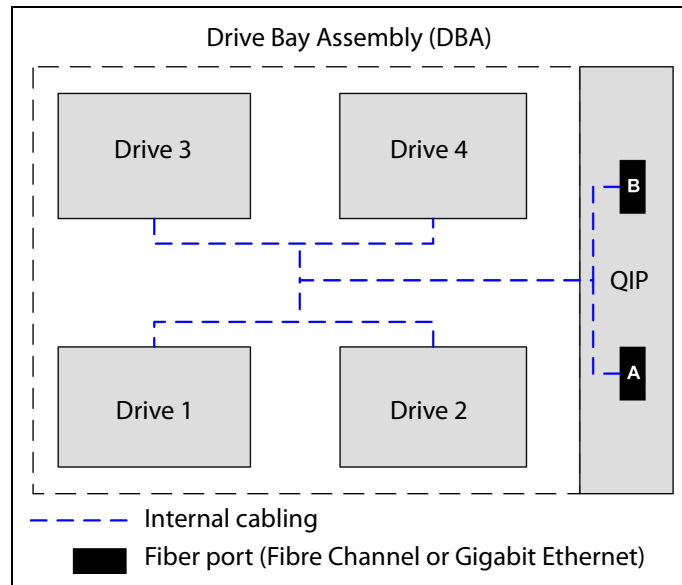 Drive Bay Assembly (DBA)
Drive 3
Drive 4
B
QIP
A
Drive 1
Drive 2
Internal cabling
Fiber port (Fibre Channel or Gigabit Ethernet)